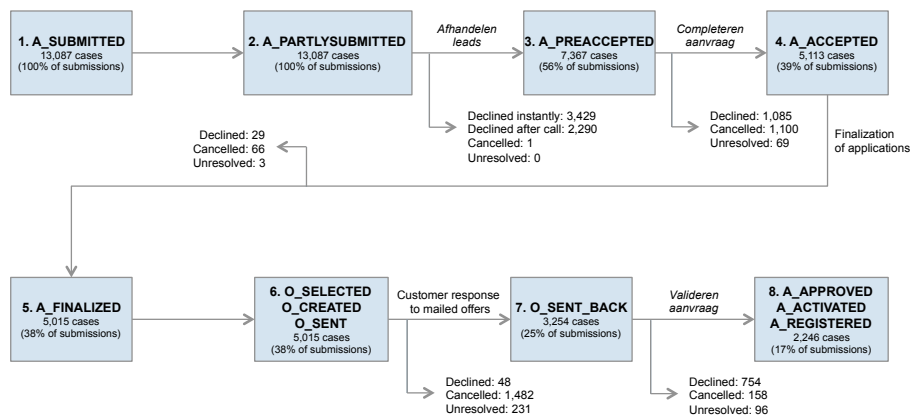 1. A_SUBMITTED
13,087 cases
(100% of submissions)
2. A_PARTLYSUBMITTED
13,087 cases
(100% of submissions)
Afhandelen
leads
3. A_PREACCEPTED
7,367 cases
(56% of submissions)
Completeren
aanvraag
4. A_ACCEPTED
5,113 cases
(39% of submissions)
Declined instantly: 3,429
Declined after call: 2,290
Cancelled: 1
Unresolved: 0
Declined: 1,085
Cancelled: 1,100
Unresolved: 69
Finalization
of applications
Declined: 29
Cancelled: 66
Unresolved: 3
5. A_FINALIZED
5,015 cases
(38% of submissions)
6. O_SELECTED
O_CREATED
O_SENT
5,015 cases
(38% of submissions)
Customer response
to mailed offers
7. O_SENT_BACK
3,254 cases
(25% of submissions)
Valideren
aanvraag
8. A_APPROVED
A_ACTIVATED
A_REGISTERED
2,246 cases
(17% of submissions)
Declined: 48
Cancelled: 1,482
Unresolved: 231
Declined: 754
Cancelled: 158
Unresolved: 96